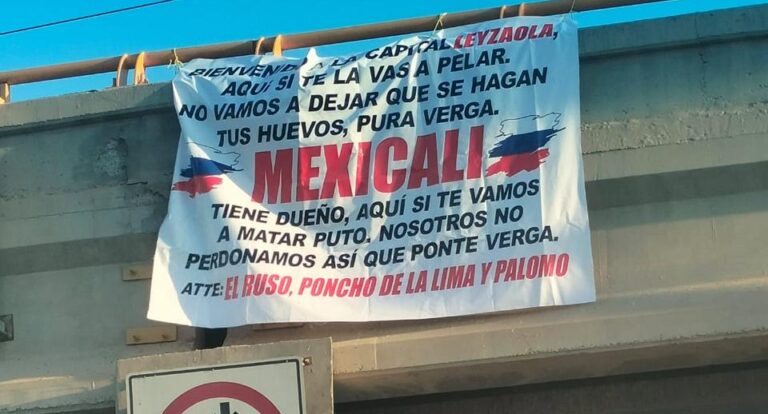 BIENVENIDO A LA CAPITAL LEYZAOLA,
AQUÍ SI TE LA VAS A PELAR.
NO VAMOS A DEJAR QUE SE HAGAN
TUS HUEVOS, PURA VERGA.
MEXICALI
TIENE DUEÑO, AQUÍ SI TE VAMOS
A MATAR PUTO. NOSOTROS NO
PERDONAMOS ASÍ QUE PONTE VERGA.
ATTE: EL RUSO, PONCHO DE LA LIMA Y PALOMO